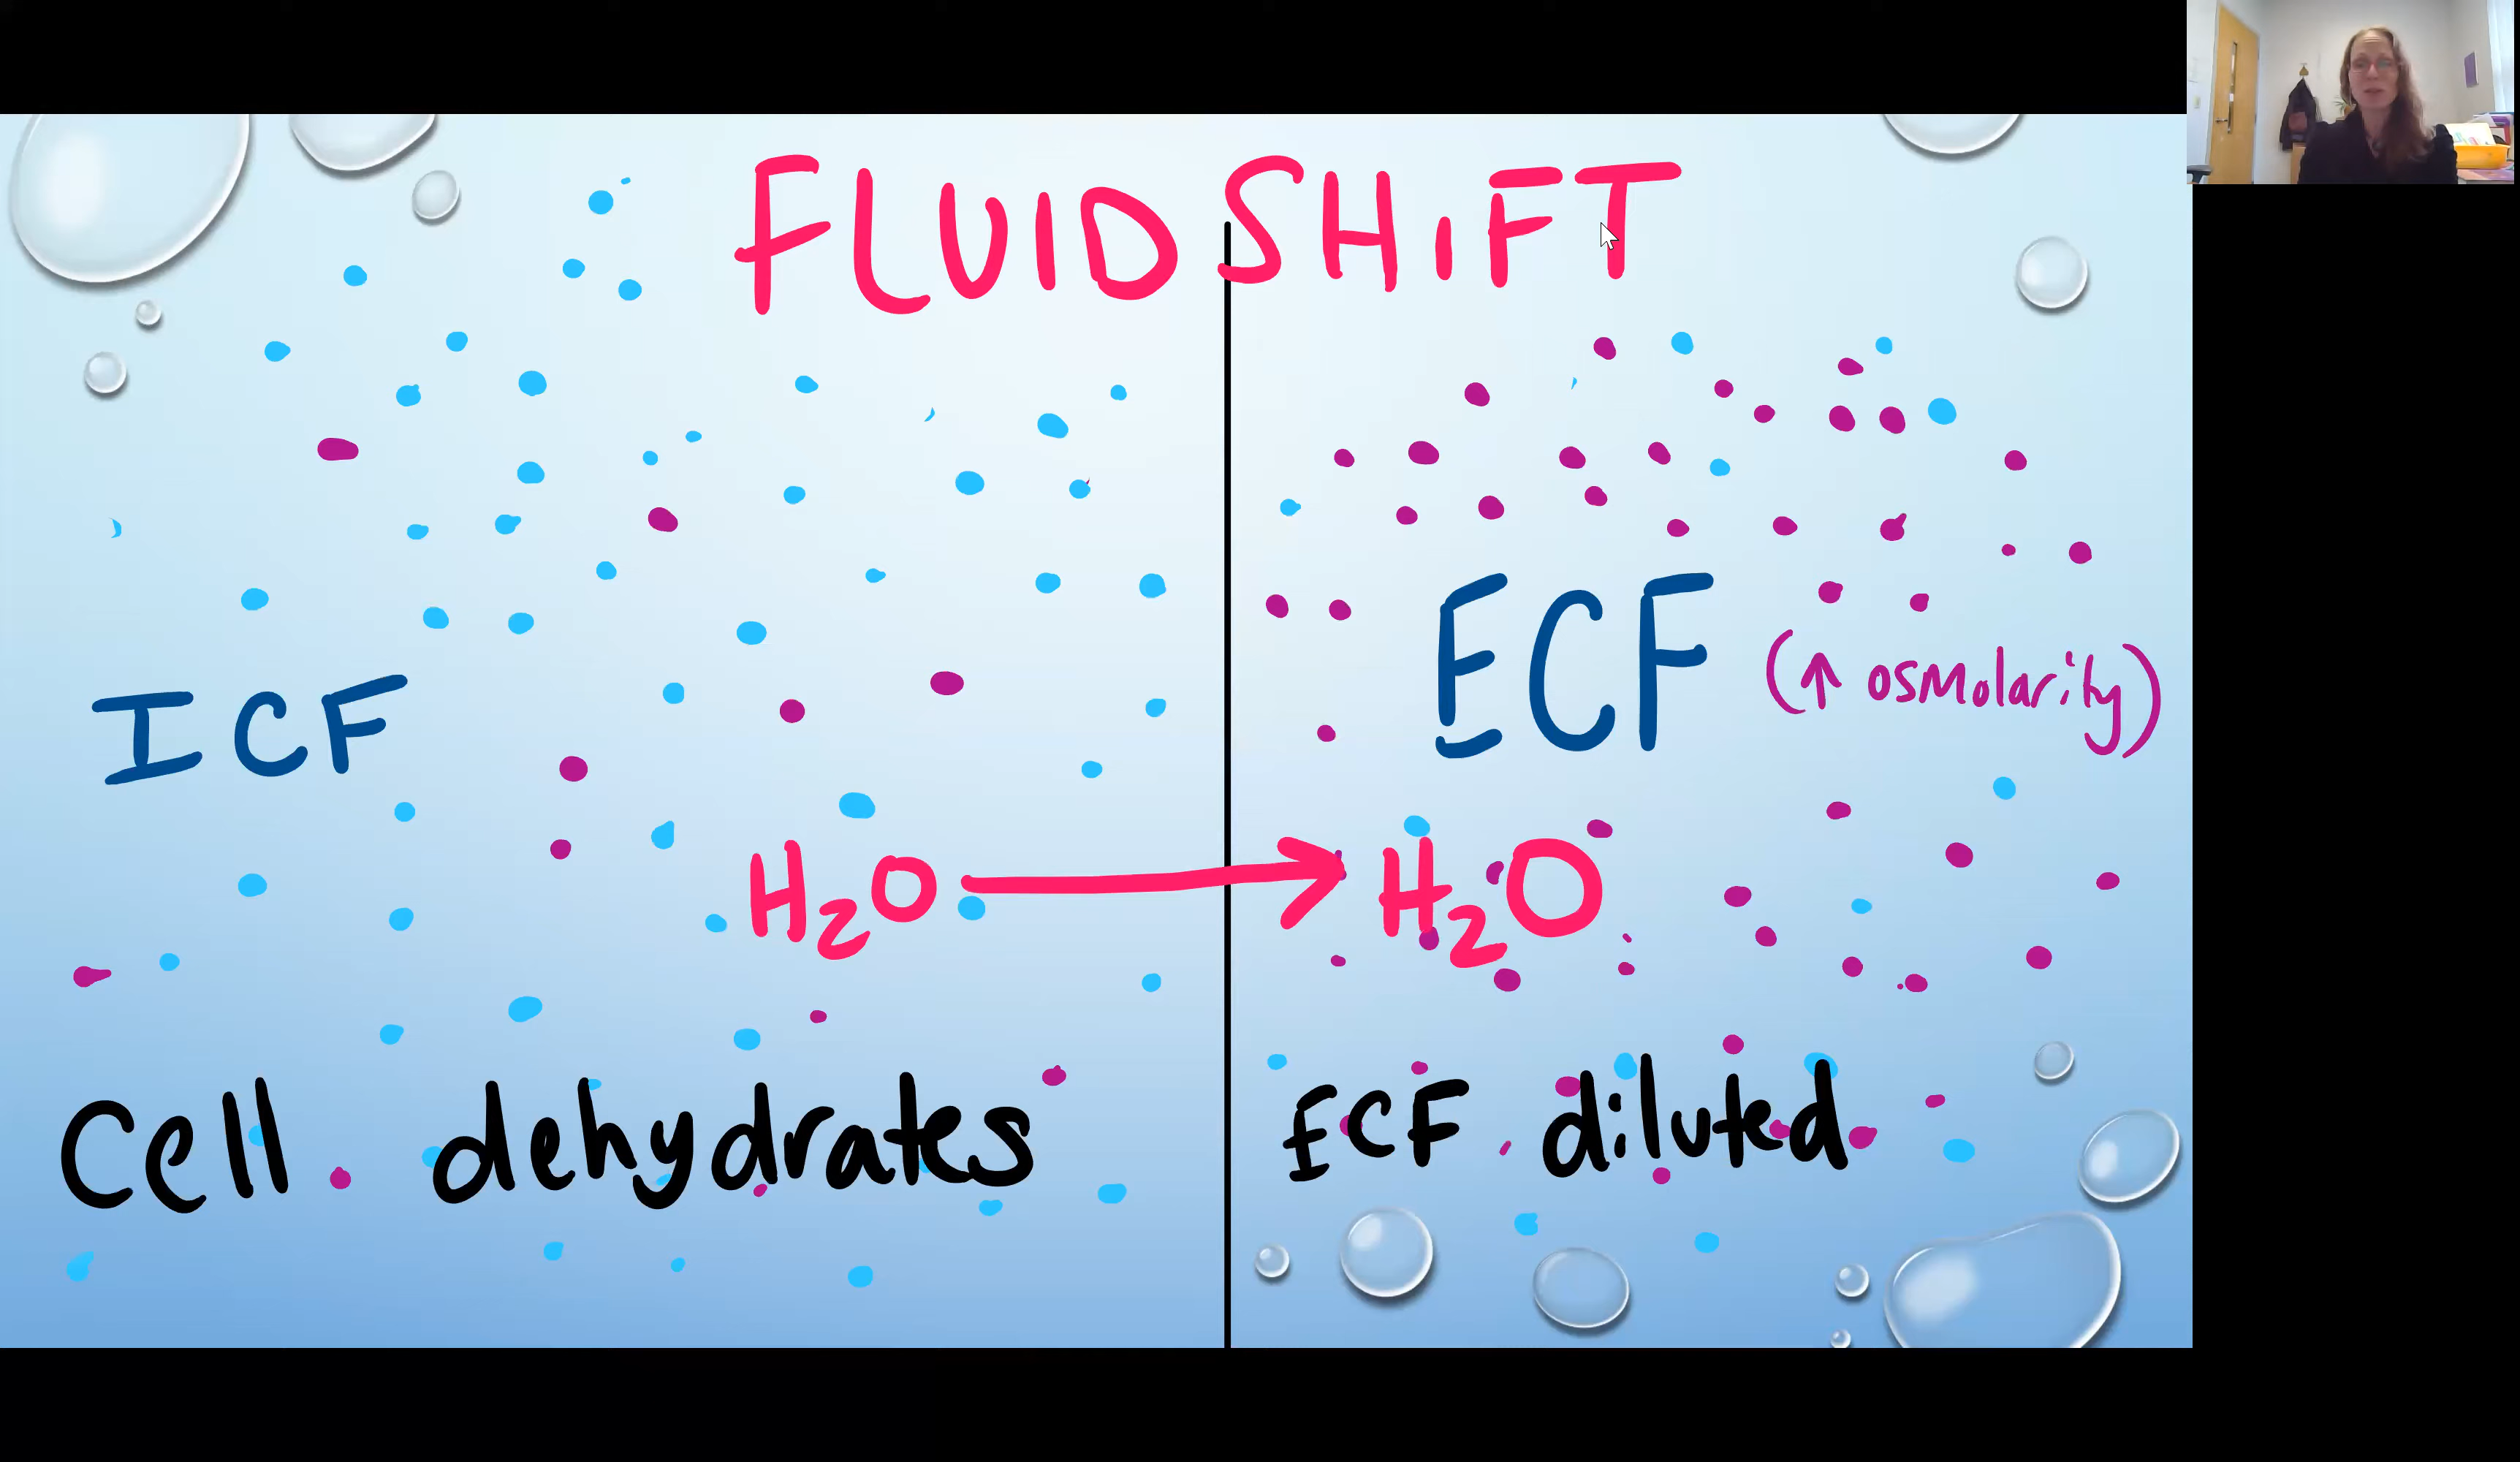 FLUID SHIFT
ICF
ECF (↑ osmolarity)
H₂O → H₂O
Cell dehydrates
ECF diluted